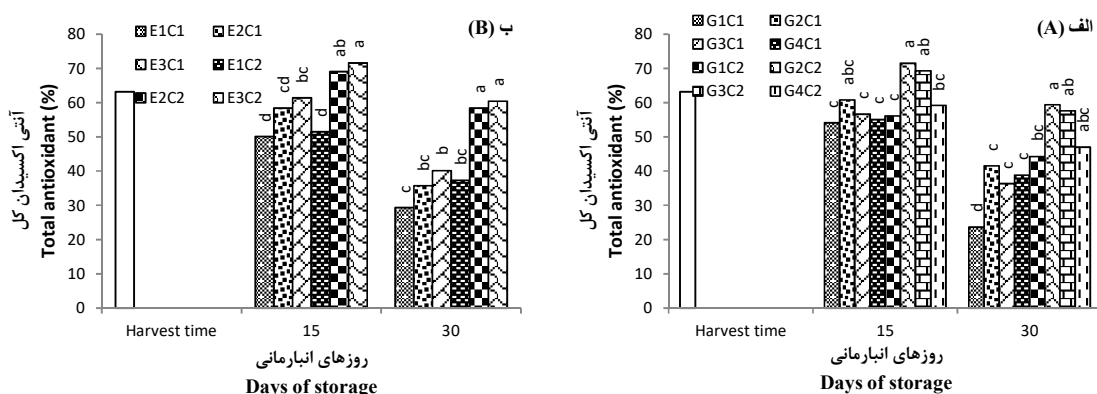 ب (B)
E1C1 E2C1
E3C1 E1C2
E2C2 E3C2
آنتی اکسیدان کل
Total antioxidant (%)
80
70
60
50
40
30
20
10
0
d cd bc d ab a
c bc b bc a a
Harvest time 15 30
روزهای انبارمانی
Days of storage
الف (A)
G1C1 G2C1
G3C1 G4C1
G1C2 G2C2
G3C2 G4C2
آنتی اکسیدان کل
Total antioxidant (%)
80
70
60
50
40
30
20
10
0
c abc c c c a ab bc
d c c c bc a ab abc
Harvest time 15 30
روزهای انبارمانی
Days of storage